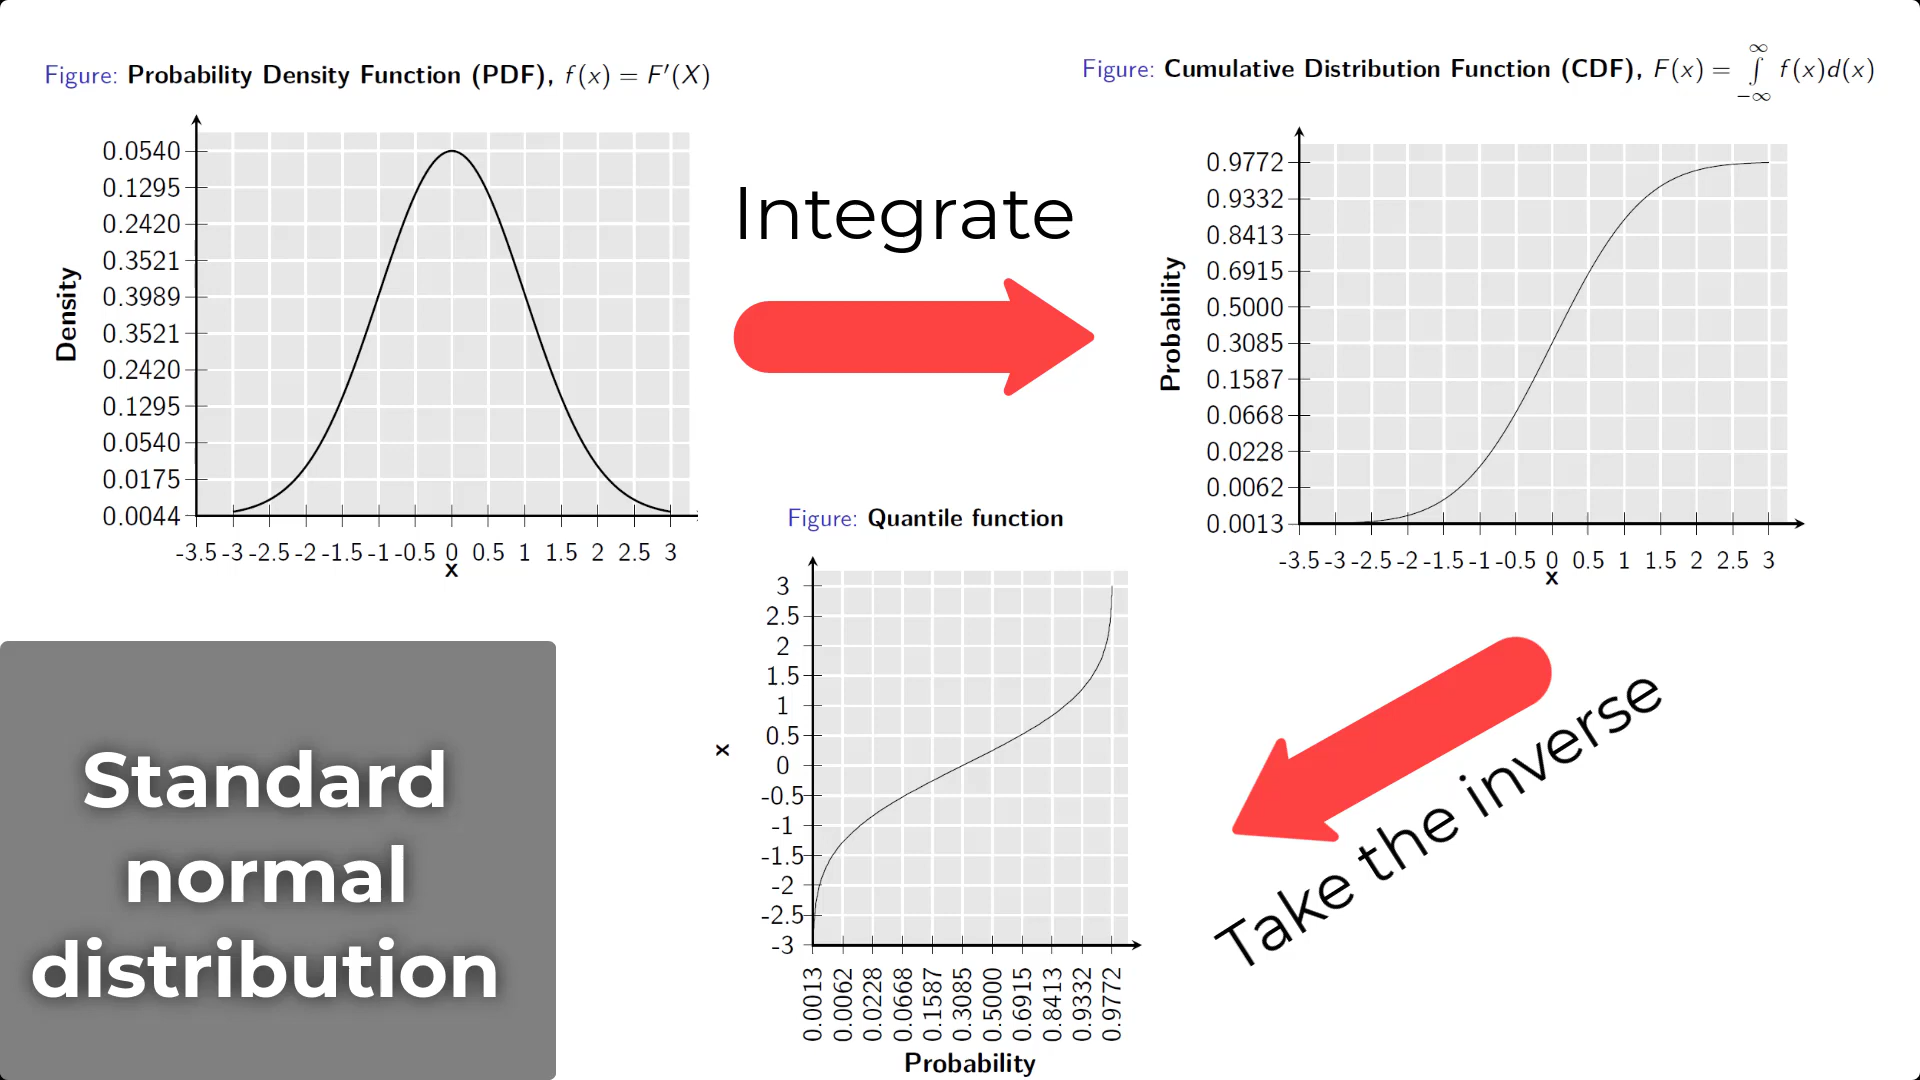 Figure: Probability Density Function (PDF), f(x) = F′(X)
Density
0.0540
0.1295
0.2420
0.3521
0.3989
0.3521
0.2420
0.1295
0.0540
0.0175
0.0044
-3.5 -3 -2.5 -2 -1.5 -1 -0.5 0 0.5 1 1.5 2 2.5 3
x
Integrate
Figure: Cumulative Distribution Function (CDF), F(x) = ∫_{-∞}^{∞} f(x)d(x)
Probability
0.9772
0.9332
0.8413
0.6915
0.5000
0.3085
0.1587
0.0668
0.0228
0.0062
0.0013
-3.5 -3 -2.5 -2 -1.5 -1 -0.5 0 0.5 1 1.5 2 2.5 3
x
Take the inverse
Figure: Quantile function
x
3
2.5
2
1.5
1
0.5
0
-0.5
-1
-1.5
-2
-2.5
-3
0.0013 0.0062 0.0228 0.0668 0.1587 0.3085 0.5000 0.6915 0.8413 0.9332 0.9772
Probability
Standard
normal
distribution